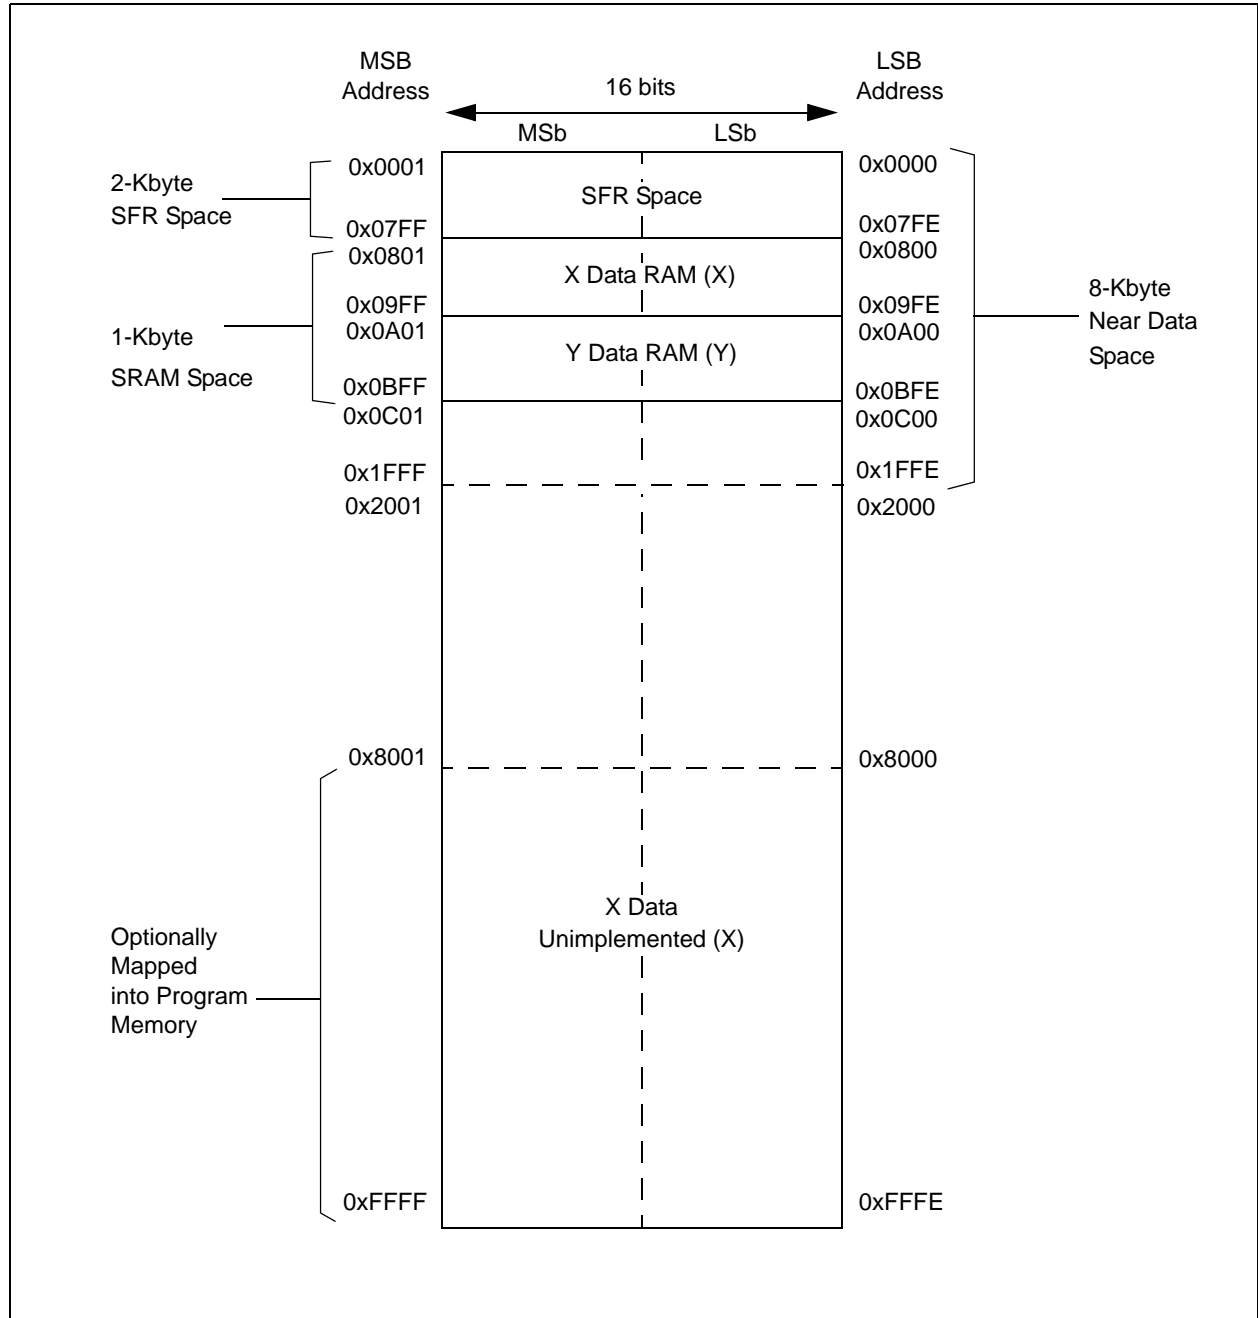 MSB
Address
16 bits
LSB
Address
MSb
LSb
0x0001
0x0000
2-Kbyte
SFR Space
SFR Space
0x07FF
0x07FE
0x0801
0x0800
X Data RAM (X)
0x09FF
0x09FE
0x0A01
0x0A00
1-Kbyte
SRAM Space
8-Kbyte
Near Data
Space
Y Data RAM (Y)
0x0BFF
0x0BFE
0x0C01
0x0C00
0x1FFF
0x1FFE
0x2001
0x2000
0x8001
0x8000
X Data
Unimplemented (X)
Optionally
Mapped
into Program
Memory
0xFFFF
0xFFFE